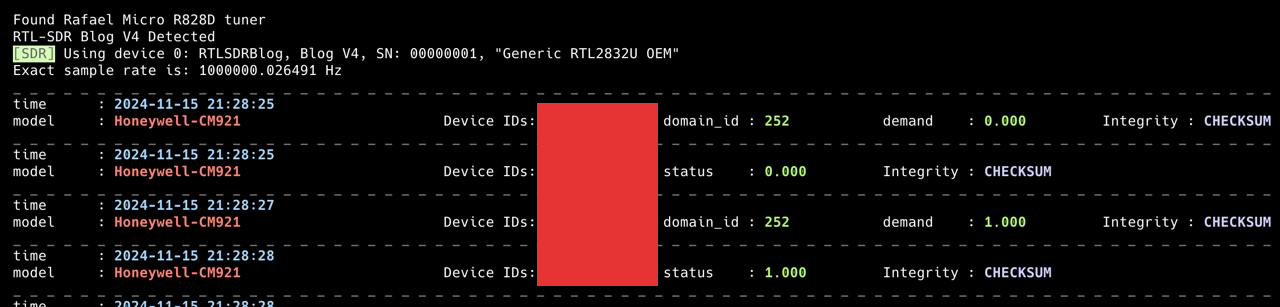 Found Rafael Micro R828D tuner
RTL-SDR Blog V4 Detected
[SDR] Using device 0: RTLSDRBlog, Blog V4, SN: 00000001, "Generic RTL2832U OEM"
Exact sample rate is: 1000000.026491 Hz
time : 2024-11-15 21:28:25
model : Honeywell-CM921 Device IDs: domain_id : 252 demand : 0.000 Integrity : CHECKSUM
time : 2024-11-15 21:28:25
model : Honeywell-CM921 Device IDs: status : 0.000 Integrity : CHECKSUM
time : 2024-11-15 21:28:27
model : Honeywell-CM921 Device IDs: domain_id : 252 demand : 1.000 Integrity : CHECKSUM
time : 2024-11-15 21:28:28
model : Honeywell-CM921 Device IDs: status : 1.000 Integrity : CHECKSUM
time : 2024-11-15 21:28:28